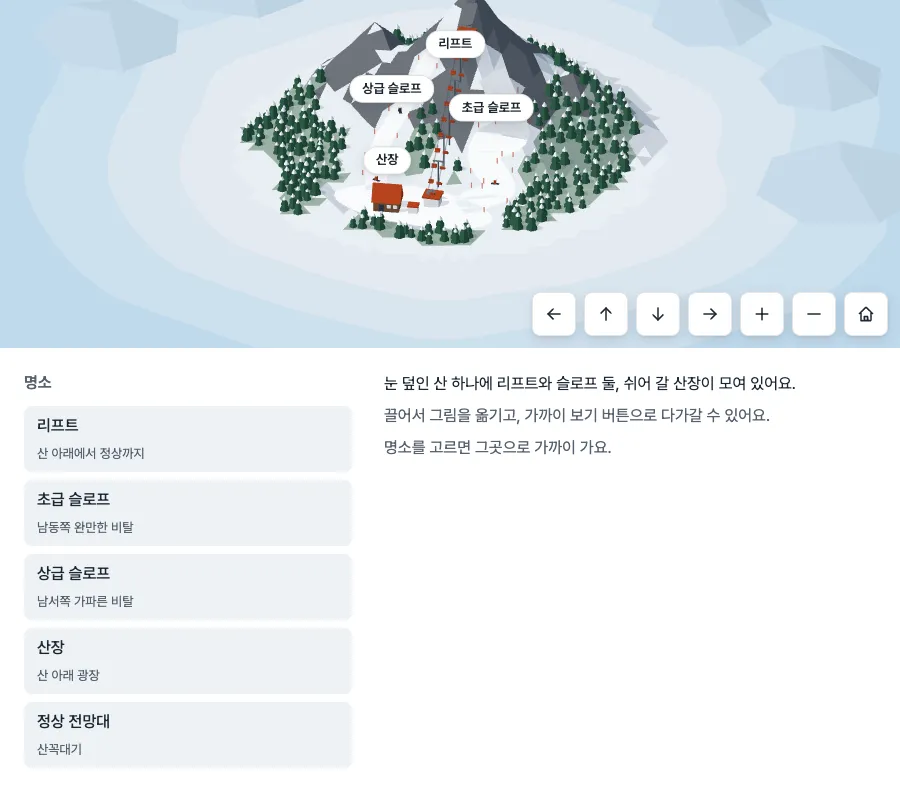 리프트
상급 슬로프
초급 슬로프
산장
명소
리프트
산 아래에서 정상까지
초급 슬로프
남동쪽 완만한 비탈
상급 슬로프
남서쪽 가파른 비탈
산장
산 아래 광장
정상 전망대
산꼭대기
눈 덮인 산 하나에 리프트와 슬로프 둘, 쉬어 갈 산장이 모여 있어요.
끌어서 그림을 옮기고, 가까이 보기 버튼으로 다가갈 수 있어요.
명소를 고르면 그곳으로 가까이 가요.